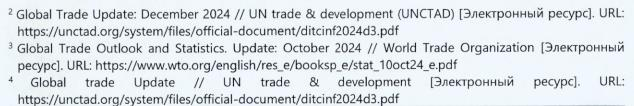 ² Global Trade Update: December 2024 // UN trade & development (UNCTAD) [Электронный ресурс]. URL:
https://unctad.org/system/files/official-document/ditcinf2024d3.pdf
³ Global Trade Outlook and Statistics. Update: October 2024 // World Trade Organization [Электронный
ресурс]. URL: https://www.wto.org/english/res_e/booksp_e/stat_10oct24_e.pdf
⁴ Global trade Update // UN trade & development [Электронный ресурс]. URL:
https://unctad.org/system/files/official-document/ditcinf2024d3.pdf